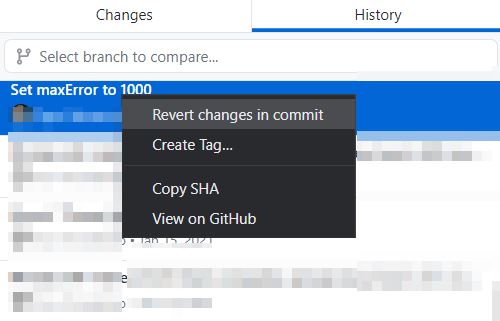 Changes
History
Select branch to compare...
Set maxError to 1000
Revert changes in commit
Create Tag...
Copy SHA
View on GitHub
• Jan 15, 2021